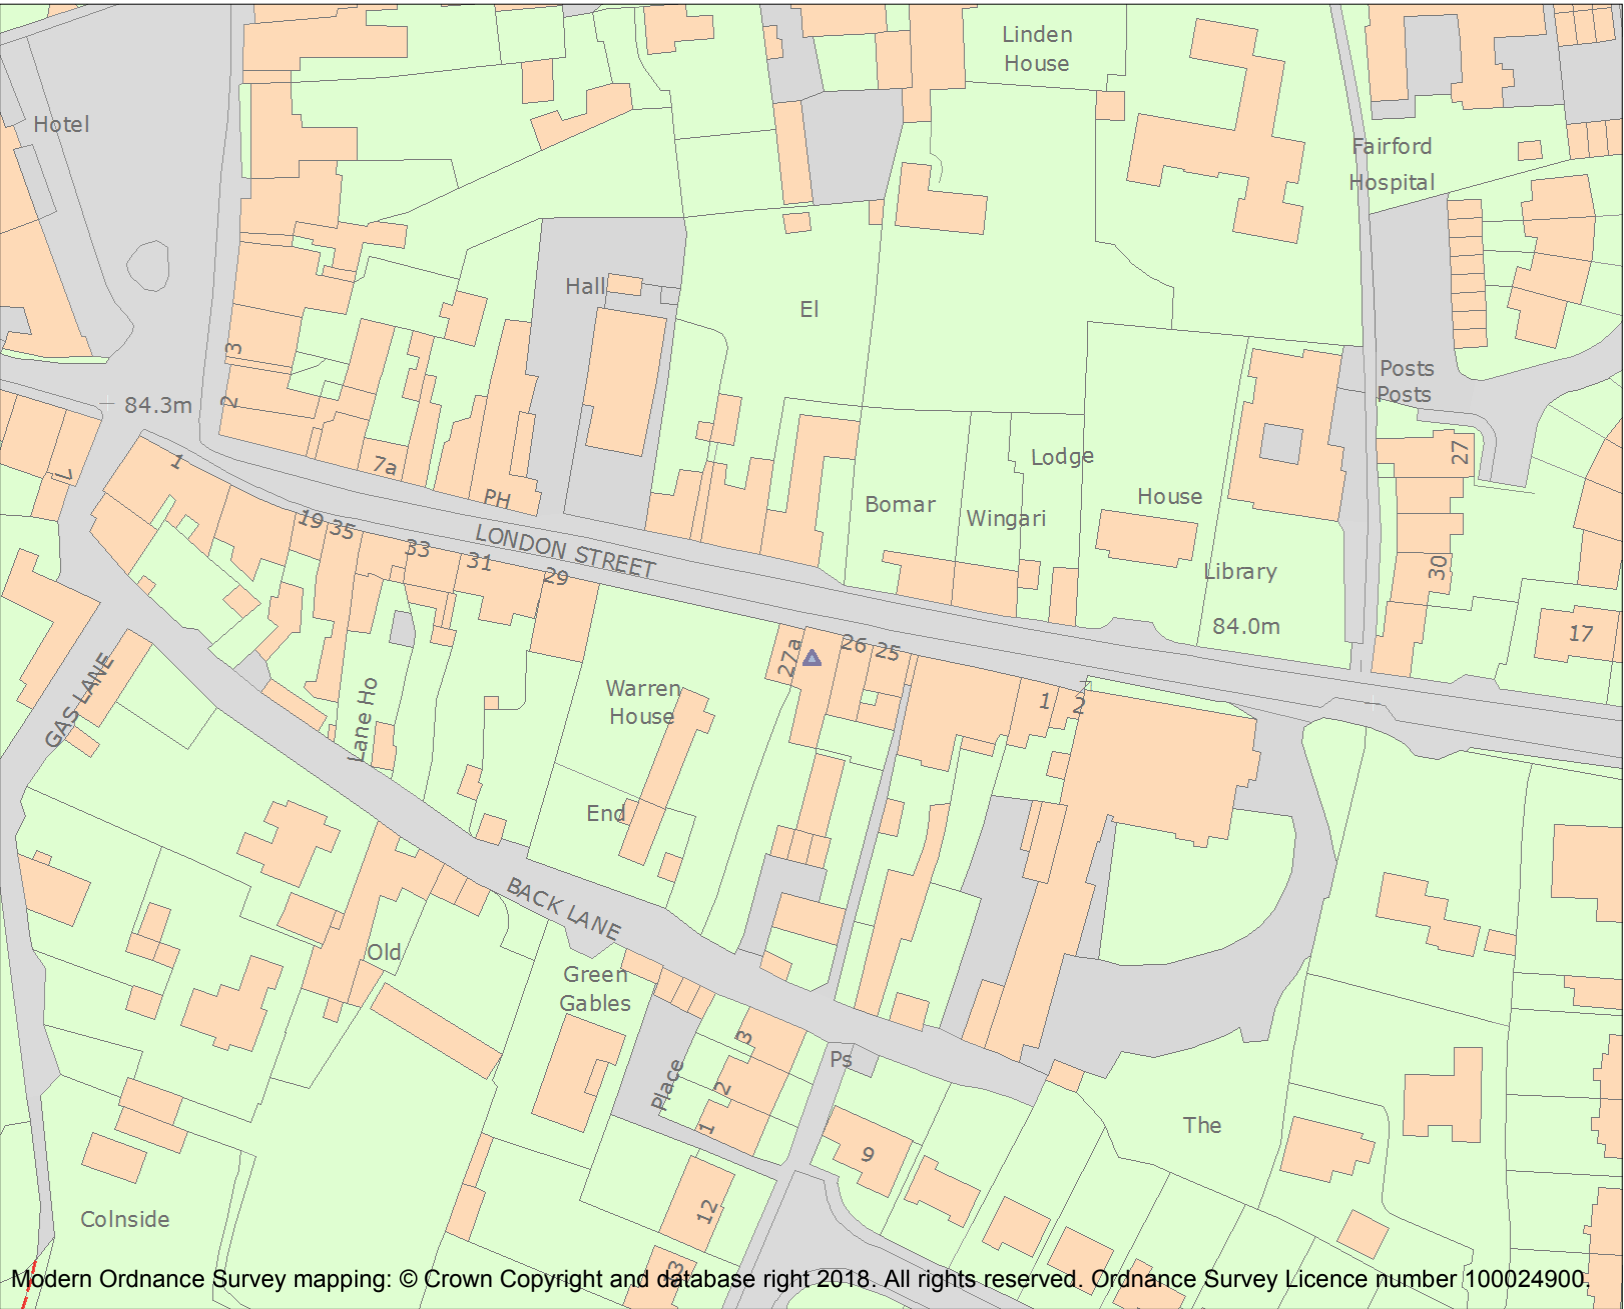 Linden
House
Hotel
Fairford
Hospital
Hall
El
3
Posts
Posts
2
84.3m
27
Lodge
1
7a
House
PH
Bomar
Wingari
19 35
LONDON STREET
33
31
29
Library
30
84.0m
17
27a
26 25
GAS LANE
Lane Ho
Warren
House
1
2
End
BACK LANE
Old
Green
Gables
3
Ps
Place
2
1
The
9
12
Colnside
13
Modern Ordnance Survey mapping: © Crown Copyright and database right 2018. All rights reserved. Ordnance Survey Licence number 100024900.